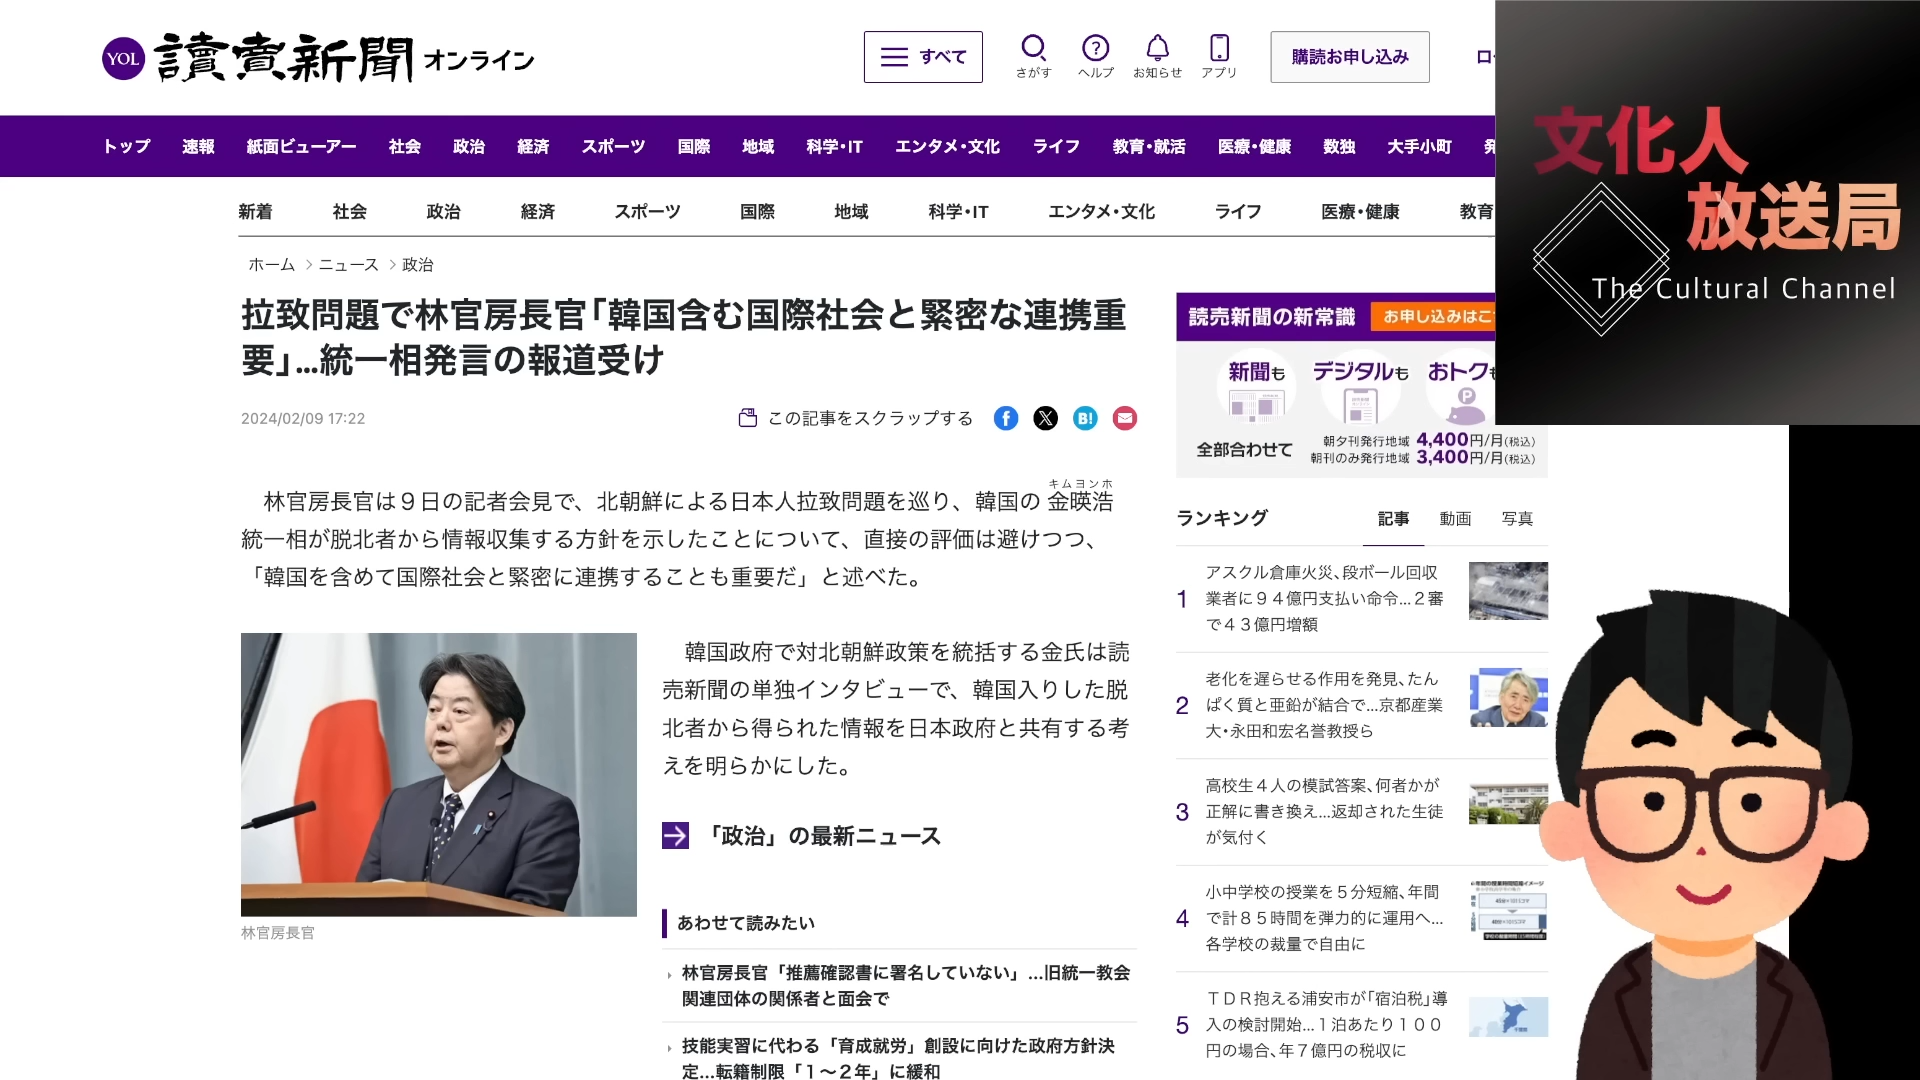 YOL 讀賣新聞 オンライン
すべて
さがす
ヘルプ
お知らせ
アプリ
購読お申し込み
トップ 速報 紙面ビューアー 社会 政治 経済 スポーツ 国際 地域 科学・IT エンタメ・文化 ライフ 教育・就活 医療・健康 数独 大手小町
新着 社会 政治 経済 スポーツ 国際 地域 科学・IT エンタメ・文化 ライフ 医療・健康 教育
文化人
放送局
The Cultural Channel
ホーム > ニュース > 政治
拉致問題で林官房長官「韓国含む国際社会と緊密な連携重
要」…統一相発言の報道受け
2024/02/09 17:22
この記事をスクラップする
B!
キムヨンホ
林官房長官は９日の記者会見で、北朝鮮による日本人拉致問題を巡り、韓国の金暎浩
統一相が脱北者から情報収集する方針を示したことについて、直接の評価は避けつつ、
「韓国を含めて国際社会と緊密に連携することも重要だ」と述べた。
林官房長官
韓国政府で対北朝鮮政策を統括する金氏は読
売新聞の単独インタビューで、韓国入りした脱
北者から得られた情報を日本政府と共有する考
えを明らかにした。
「政治」の最新ニュース
あわせて読みたい
林官房長官「推薦確認書に署名していない」…旧統一教会
関連団体の関係者と面会で
技能実習に代わる「育成就労」創設に向けた政府方針決
定…転籍制限「１～２年」に緩和
読売新聞の新常識
お申し込みはこ
新聞も デジタルも おトクも
全部合わせて
朝夕刊発行地域 4,400円/月(税込)
朝刊のみ発行地域 3,400円/月(税込)
ランキング 記事 動画 写真
1 アスクル倉庫火災、段ボール回収
業者に９４億円支払い命令…２審
で４３億円増額
2 老化を遅らせる作用を発見、たん
ぱく質と亜鉛が結合で…京都産業
大・永田和宏名誉教授ら
3 高校生４人の模試答案、何者かが
正解に書き換え…返却された生徒
が気付く
4 小中学校の授業を５分短縮、年間
で計８５時間を弾力的に運用へ…
各学校の裁量で自由に
5 ＴＤＲ抱える浦安市が「宿泊税」導
入の検討開始…１泊あたり１００
円の場合、年７億円の税収に